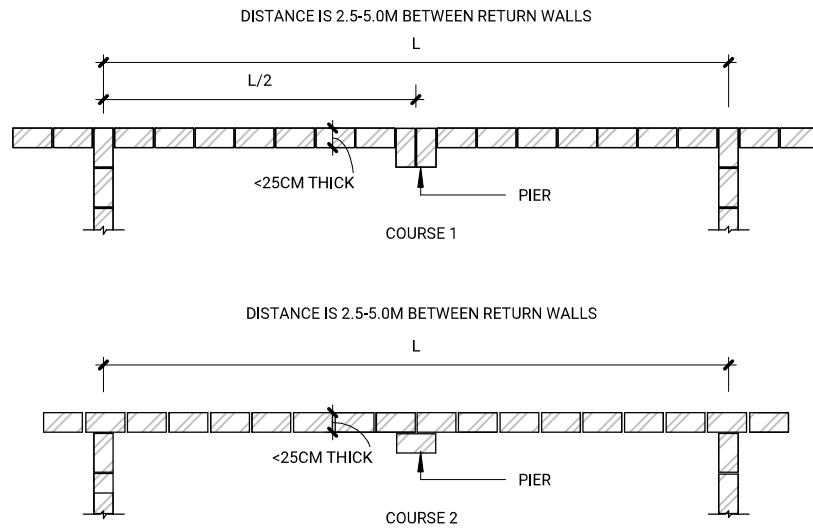 DISTANCE IS 2.5-5.0M BETWEEN RETURN WALLS
L
L/2
<25CM THICK
PIER
COURSE 1
DISTANCE IS 2.5-5.0M BETWEEN RETURN WALLS
L
<25CM THICK
PIER
COURSE 2